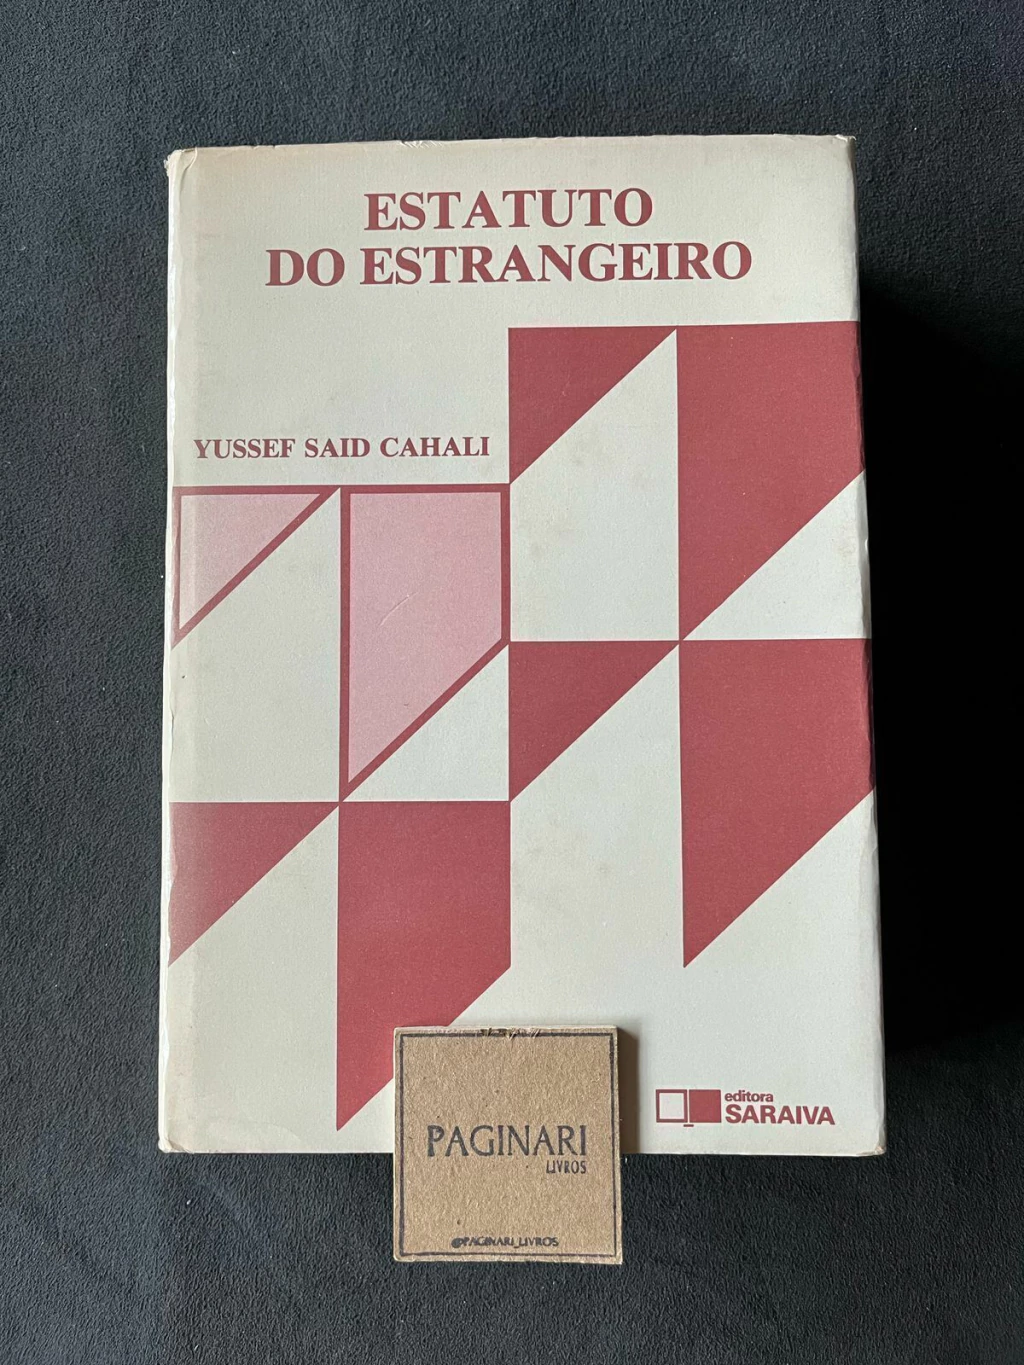 ESTATUTO
DO ESTRANGEIRO
YUSSEF SAID CAHALI
editora
SARAIVA
PAGINARI
LIVROS
@PAGINARI_LIVROS